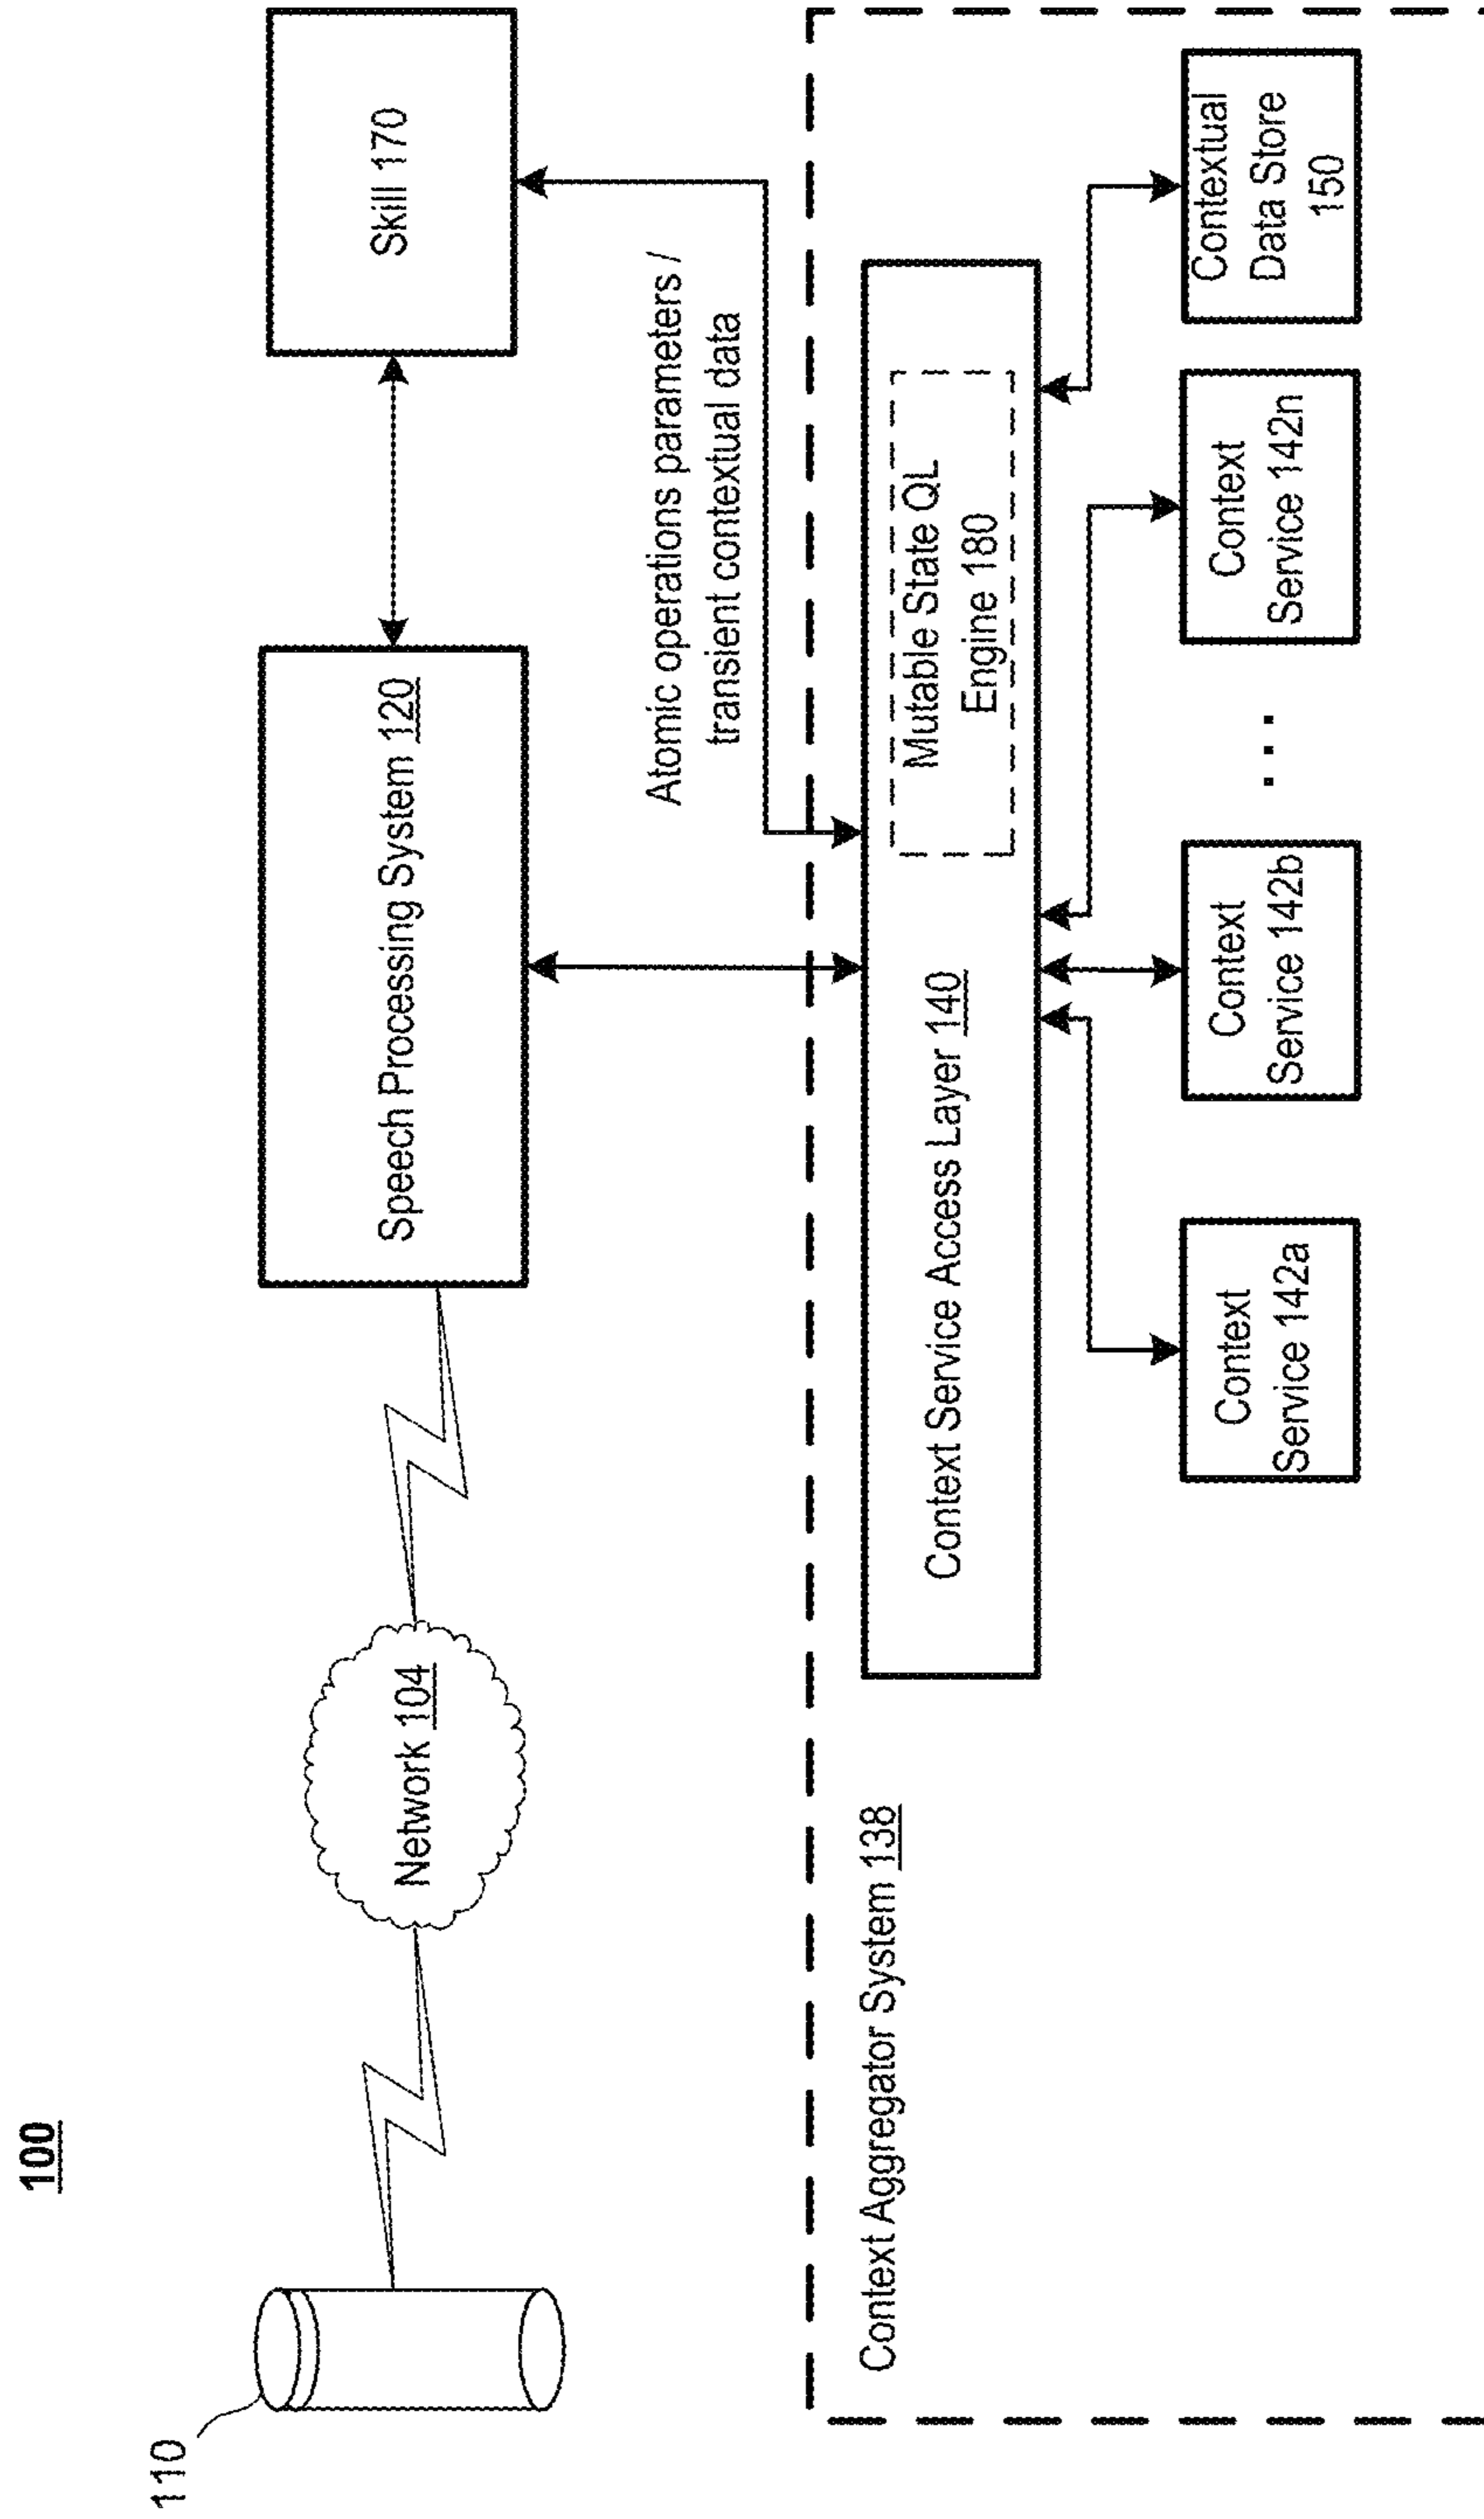 100
110
Network 104
Speech Processing System 120
Skill 170
Atomic operations parameters /
transient contextual data
Context Aggregator System 138
Context Service Access Layer 140
Mutable State QL
Engine 180
Context
Service 142a
Context
Service 142b
. . .
Context
Service 142n
Contextual
Data Store
150